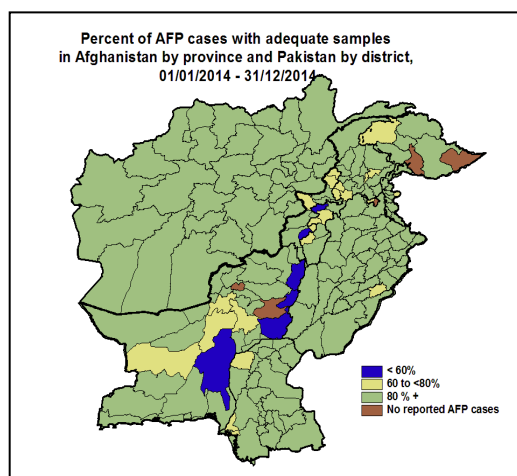 Percent of AFP cases with adequate samples
in Afghanistan by province and Pakistan by district,
01/01/2014 - 31/12/2014
< 60%
60 to <80%
80 % +
No reported AFP cases